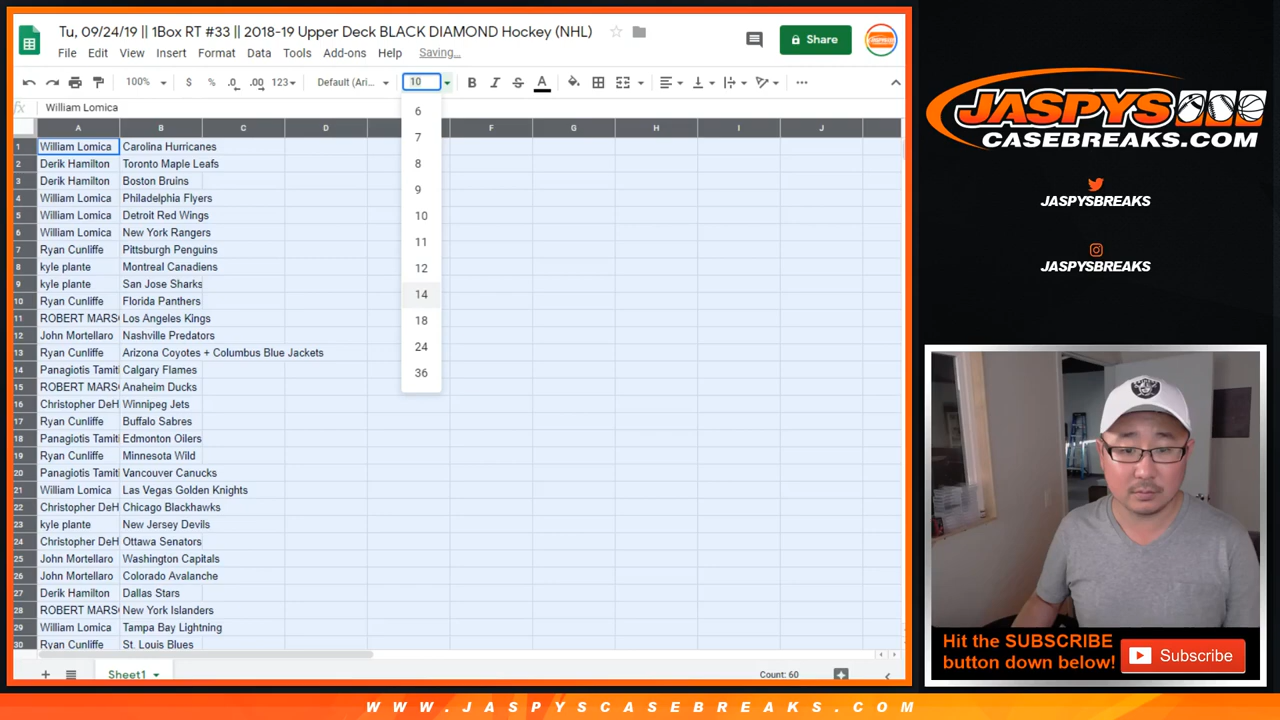 Tu, 09/24/19 || 1Box RT #33 || 2018-19 Upper Deck BLACK DIAMOND Hockey (NHL)
File Edit View Insert Format Data Tools Add-ons Help Saving...
Share
100% $ % .0 .00 123 Default (Ari... 10 B I S A
fx William Lomica
A B C D F G H I J
1 William Lomica Carolina Hurricanes
2 Derik Hamilton Toronto Maple Leafs
3 Derik Hamilton Boston Bruins
4 William Lomica Philadelphia Flyers
5 William Lomica Detroit Red Wings
6 William Lomica New York Rangers
7 Ryan Cunliffe Pittsburgh Penguins
8 kyle plante Montreal Canadiens
9 kyle plante San Jose Sharks
10 Ryan Cunliffe Florida Panthers
11 ROBERT MARS Los Angeles Kings
12 John Mortellaro Nashville Predators
13 Ryan Cunliffe Arizona Coyotes + Columbus Blue Jackets
14 Panagiotis Tamiti Calgary Flames
15 ROBERT MARS Anaheim Ducks
16 Christopher DeH Winnipeg Jets
17 Ryan Cunliffe Buffalo Sabres
18 Panagiotis Tamiti Edmonton Oilers
19 Ryan Cunliffe Minnesota Wild
20 Panagiotis Tamiti Vancouver Canucks
21 William Lomica Las Vegas Golden Knights
22 Christopher DeH Chicago Blackhawks
23 kyle plante New Jersey Devils
24 Christopher DeH Ottawa Senators
25 John Mortellaro Washington Capitals
26 John Mortellaro Colorado Avalanche
27 Derik Hamilton Dallas Stars
28 ROBERT MARS New York Islanders
29 William Lomica Tampa Bay Lightning
30 Ryan Cunliffe St. Louis Blues
6
7
8
9
10
11
12
14
18
24
36
Sheet1
Count: 60
JASPYS
CASEBREAKS.COM
JASPYSBREAKS
JASPYSBREAKS
Hit the SUBSCRIBE
button down below!
Subscribe
WWW.JASPYSCASEBREAKS.COM